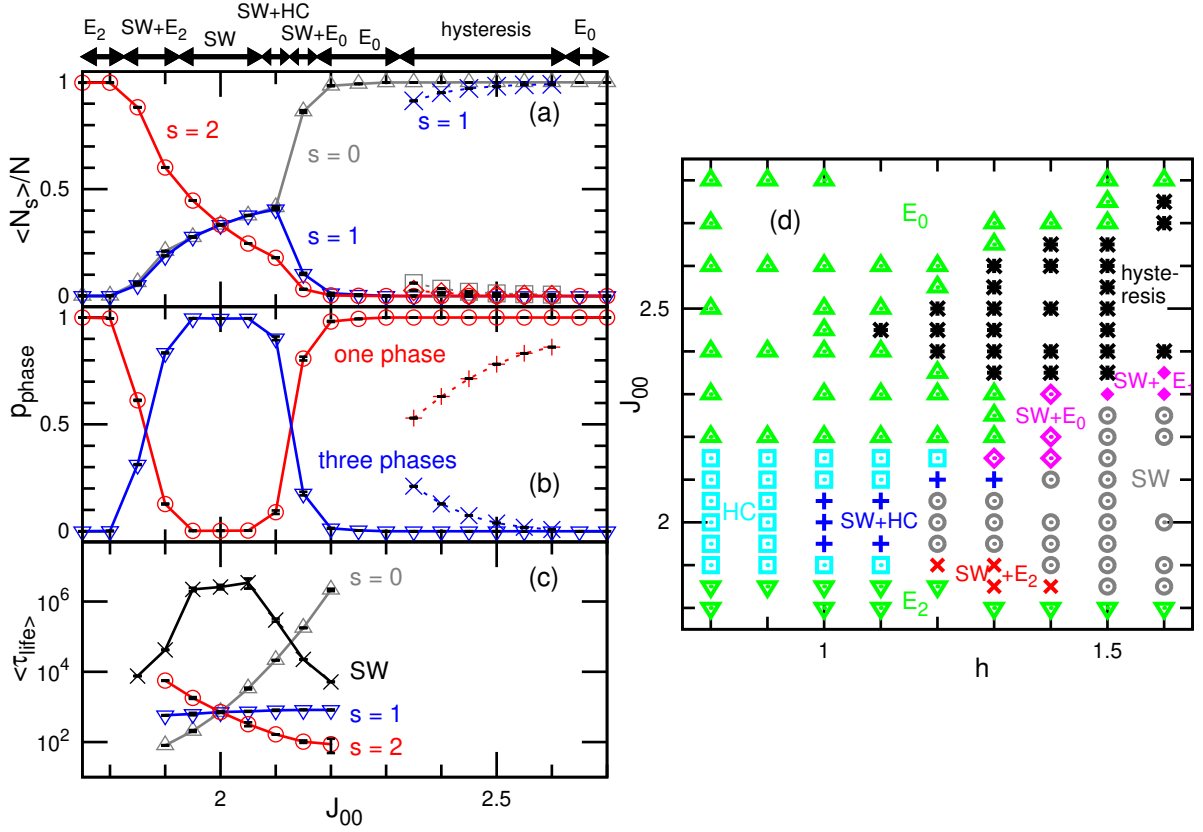 SW+HC
E2 SW+E2 SW SW+E0 E0 hysteresis E0
1
(a)
s = 2
s = 1
s = 0
<Ns>/N
0.5
s = 1
0
1
one phase
pphase
0.5
three phases
(b)
0
(c)
s = 0
10^6
<τlife>
10^4
SW
s = 1
10^2
s = 2
2 2.5
J00
(d)
E0
hyste-
resis
2.5
J00
SW+E1
SW+E0
SW
HC
SW+HC
2
SW+E2
E2
1 1.5
h